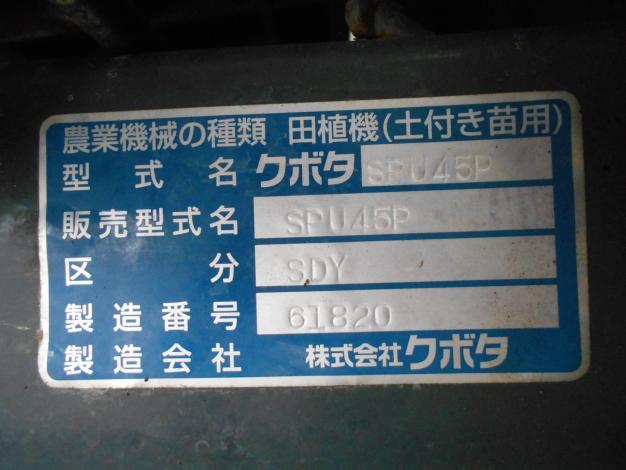 農業機械の種類 田植機(土付き苗用)
型式名 クボタ SPU45P
販売型式名 SPU45P
区分 SDY
製造番号 61820
製造会社 株式会社クボタ